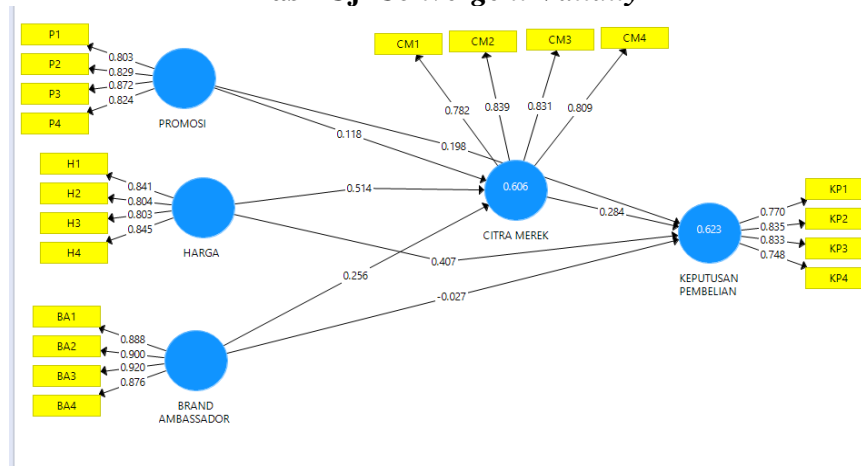 P1
P2
P3
P4
0.803
0.829
0.872
0.824
PROMOSI
CM1
CM2
CM3
CM4
0.782
0.839
0.831
0.809
0.118
0.198
H1
H2
H3
H4
0.841
0.804
0.803
0.845
HARGA
0.514
0.606
CITRA MEREK
0.284
0.407
0.256
-0.027
0.623
KEPUTUSAN
PEMBELIAN
KP1
KP2
KP3
KP4
0.770
0.835
0.833
0.748
BA1
BA2
BA3
BA4
0.888
0.900
0.920
0.876
BRAND
AMBASSADOR